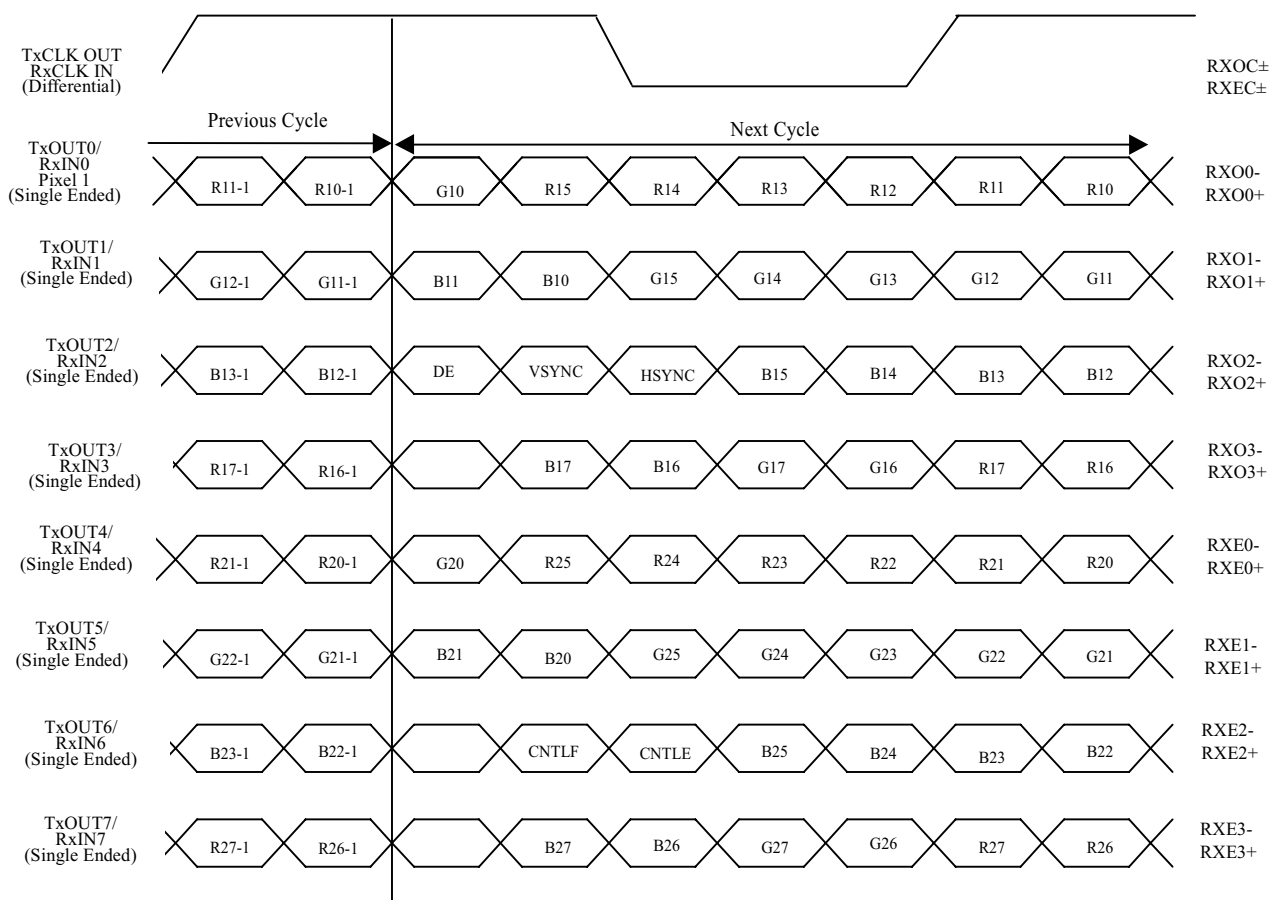 TxCLK OUT
RxCLK IN
(Differential)
RXOC±
RXEC±
Previous Cycle
Next Cycle
TxOUT0/
RxIN0
Pixel 1
(Single Ended)
R11-1 R10-1 G10 R15 R14 R13 R12 R11 R10
RXO0-
RXO0+
TxOUT1/
RxIN1
(Single Ended)
G12-1 G11-1 B11 B10 G15 G14 G13 G12 G11
RXO1-
RXO1+
TxOUT2/
RxIN2
(Single Ended)
B13-1 B12-1 DE VSYNC HSYNC B15 B14 B13 B12
RXO2-
RXO2+
TxOUT3/
RxIN3
(Single Ended)
R17-1 R16-1 B17 B16 G17 G16 R17 R16
RXO3-
RXO3+
TxOUT4/
RxIN4
(Single Ended)
R21-1 R20-1 G20 R25 R24 R23 R22 R21 R20
RXE0-
RXE0+
TxOUT5/
RxIN5
(Single Ended)
G22-1 G21-1 B21 B20 G25 G24 G23 G22 G21
RXE1-
RXE1+
TxOUT6/
RxIN6
(Single Ended)
B23-1 B22-1 CNTLF CNTLE B25 B24 B23 B22
RXE2-
RXE2+
TxOUT7/
RxIN7
(Single Ended)
R27-1 R26-1 B27 B26 G27 G26 R27 R26
RXE3-
RXE3+